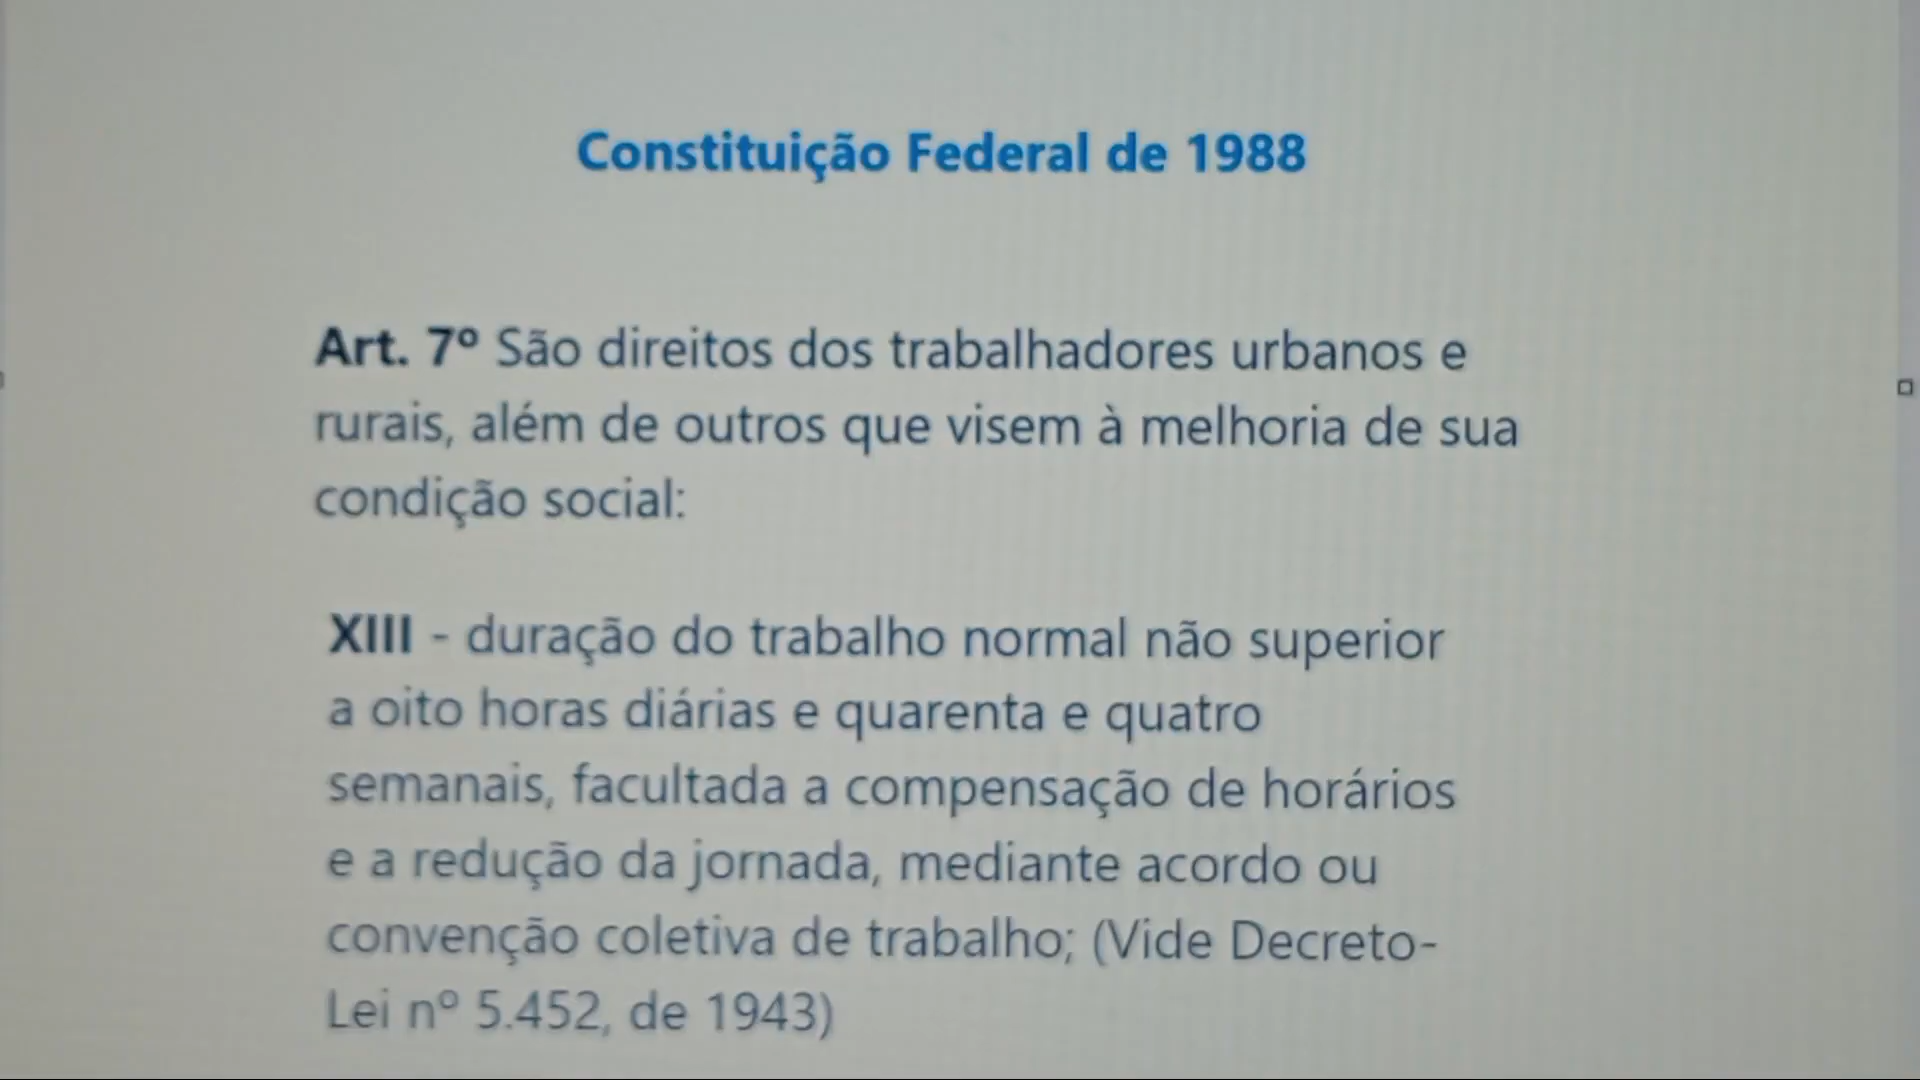 Constituição Federal de 1988
Art. 7º São direitos dos trabalhadores urbanos e
rurais, além de outros que visem à melhoria de sua
condição social:
XIII - duração do trabalho normal não superior
a oito horas diárias e quarenta e quatro
semanais, facultada a compensação de horários
e a redução da jornada, mediante acordo ou
convenção coletiva de trabalho; (Vide Decreto-
Lei nº 5.452, de 1943)